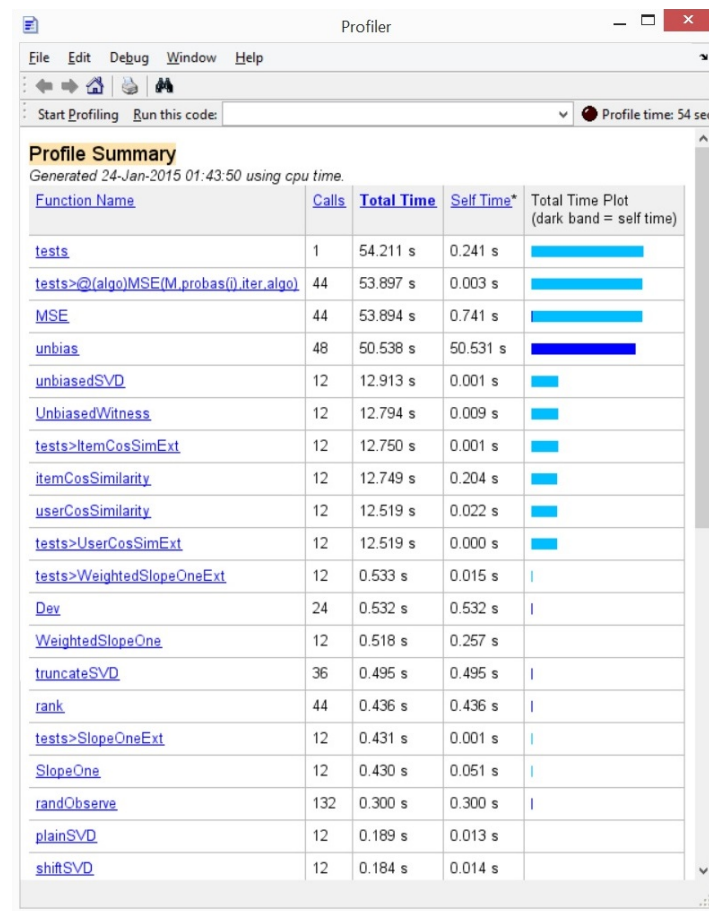 Profiler
File Edit Debug Window Help
Start Profiling Run this code: Profile time: 54 sec
Profile Summary
Generated 24-Jan-2015 01:43:50 using cpu time.
Function Name Calls Total Time Self Time* Total Time Plot
(dark band = self time)
tests 1 54.211 s 0.241 s
tests>@(algo)MSE(M,probas(i),iter,algo) 44 53.897 s 0.003 s
MSE 44 53.894 s 0.741 s
unbias 48 50.538 s 50.531 s
unbiasedSVD 12 12.913 s 0.001 s
UnbiasedWitness 12 12.794 s 0.009 s
tests>ItemCosSimExt 12 12.750 s 0.001 s
itemCosSimilarity 12 12.749 s 0.204 s
userCosSimilarity 12 12.519 s 0.022 s
tests>UserCosSimExt 12 12.519 s 0.000 s
tests>WeightedSlopeOneExt 12 0.533 s 0.015 s
Dev 24 0.532 s 0.532 s
WeightedSlopeOne 12 0.518 s 0.257 s
truncateSVD 36 0.495 s 0.495 s
rank 44 0.436 s 0.436 s
tests>SlopeOneExt 12 0.431 s 0.001 s
SlopeOne 12 0.430 s 0.051 s
randObserve 132 0.300 s 0.300 s
plainSVD 12 0.189 s 0.013 s
shiftSVD 12 0.184 s 0.014 s